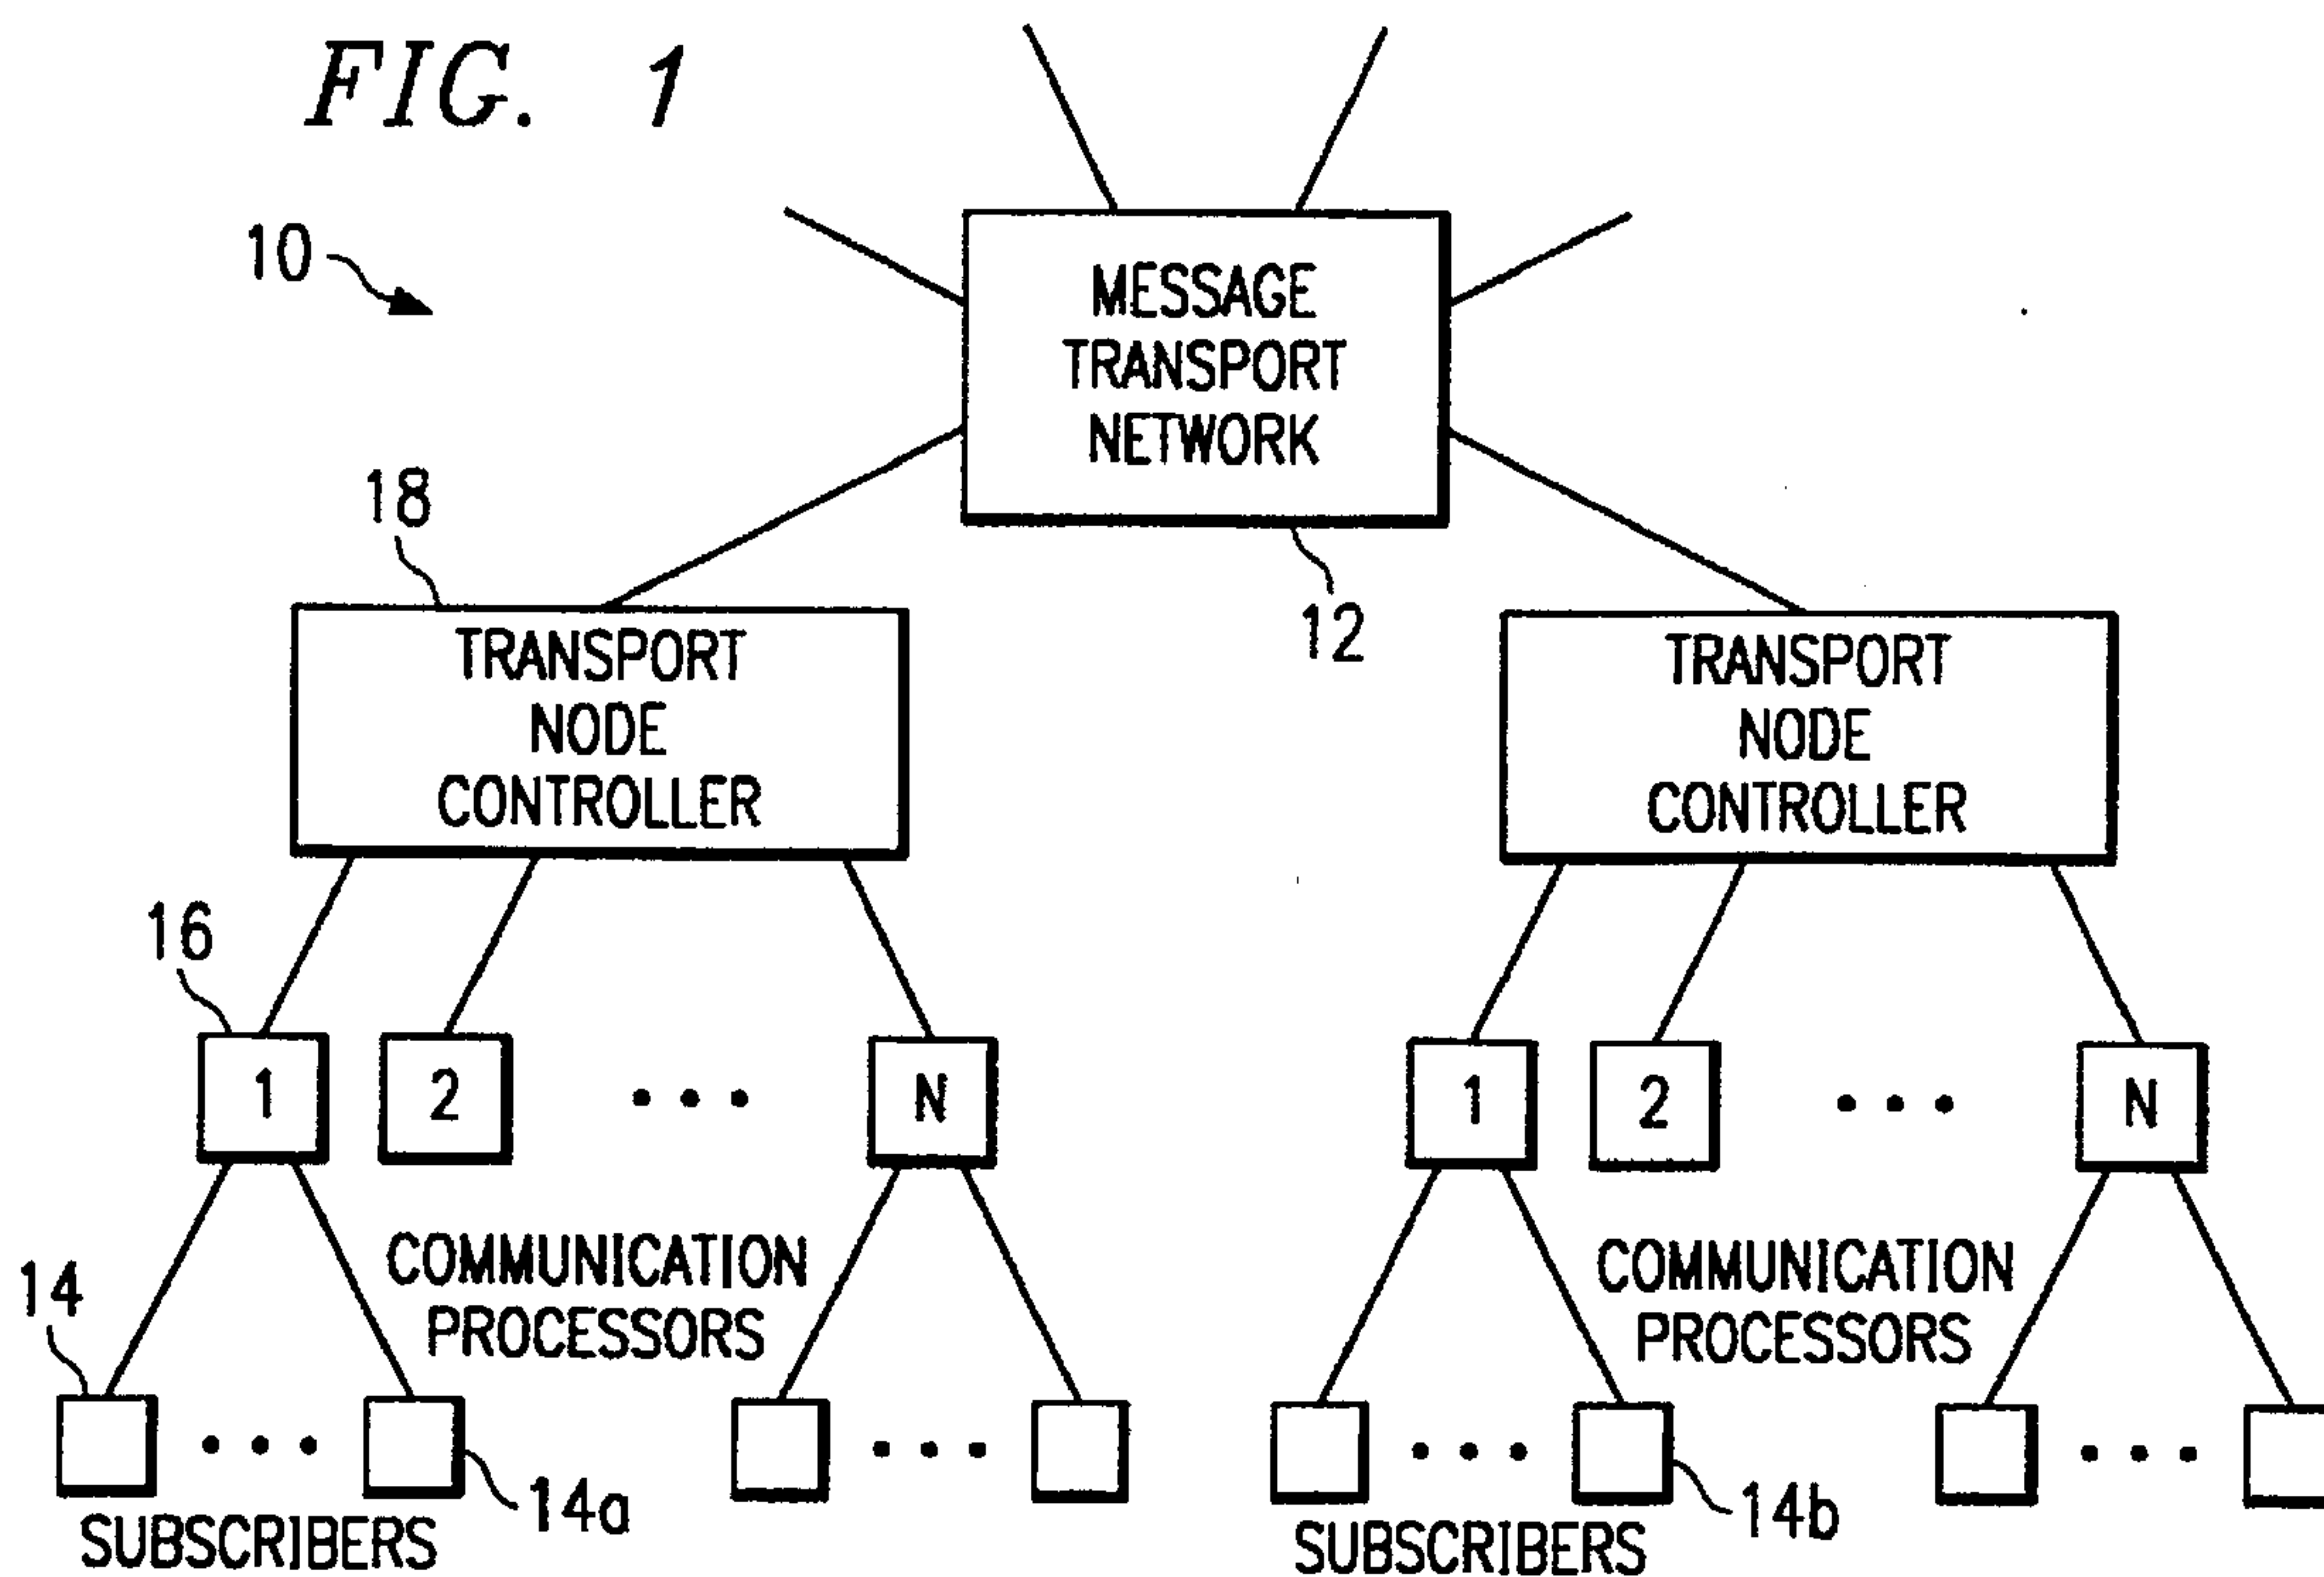 FIG. 1
10
MESSAGE
TRANSPORT
NETWORK
18
12
TRANSPORT
NODE
CONTROLLER
TRANSPORT
NODE
CONTROLLER
16
1
2
• • •
N
1
2
• • •
N
COMMUNICATION
PROCESSORS
COMMUNICATION
PROCESSORS
14
• • •
14a
• • •
• • •
14b
• • •
SUBSCRIBERS
SUBSCRIBERS